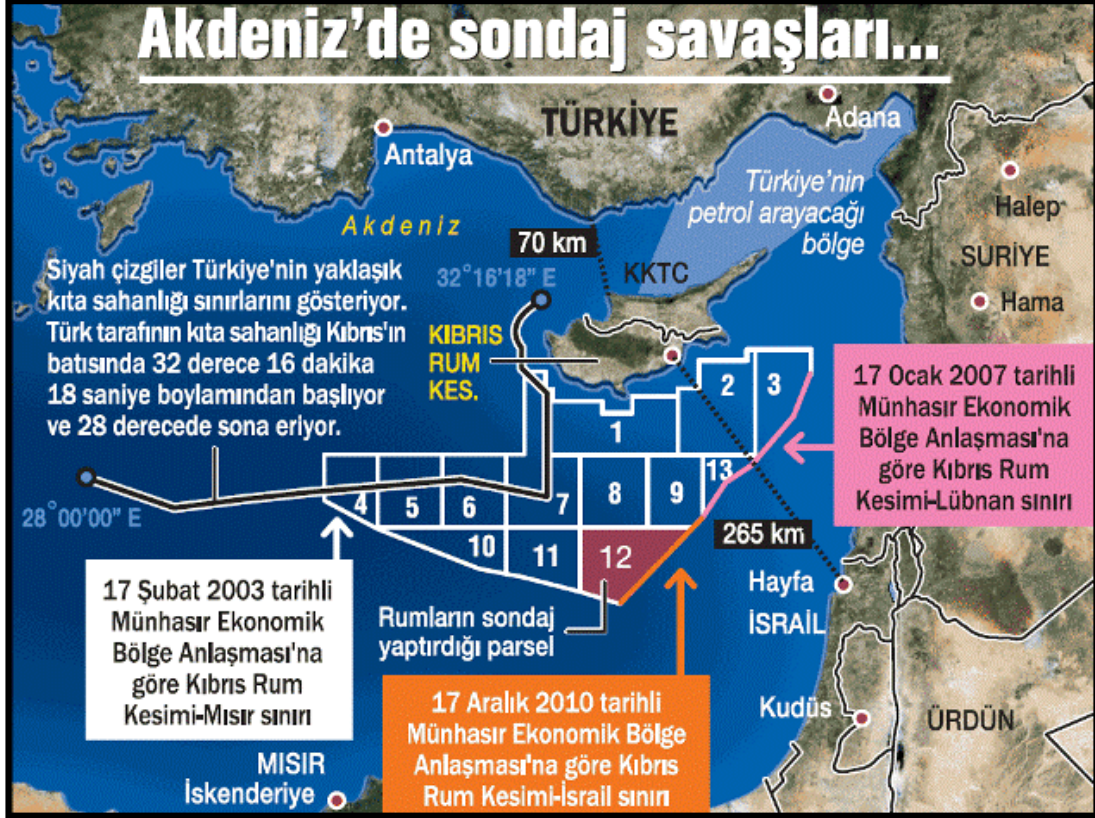 Akdeniz'de sondaj savaşları...
TÜRKİYE
Adana
Antalya
Türkiye'nin
petrol arayacağı
bölge
Halep
SURİYE
Hama
Akdeniz
70 km
KKTC
32°16'18" E
Siyah çizgiler Türkiye'nin yaklaşık
kıta sahanlığı sınırlarını gösteriyor.
Türk tarafının kıta sahanlığı Kıbrıs'ın
batısında 32 derece 16 dakika
18 saniye boylamından başlıyor
ve 28 derecede sona eriyor.
KIBRIS
RUM
KES.
28°00'00" E
1
2
3
4
5
6
7
8
9
13
10
11
12
17 Ocak 2007 tarihli
Münhasır Ekonomik
Bölge Anlaşması'na
göre Kıbrıs Rum
Kesimi-Lübnan sınırı
265 km
Hayfa
İSRAİL
Kudüs
ÜRDÜN
17 Şubat 2003 tarihli
Münhasır Ekonomik
Bölge Anlaşması'na
göre Kıbrıs Rum
Kesimi-Mısır sınırı
Rumların sondaj
yaptırdığı parsel
17 Aralık 2010 tarihli
Münhasır Ekonomik Bölge
Anlaşması'na göre Kıbrıs
Rum Kesimi-İsrail sınırı
MISIR
İskenderiye